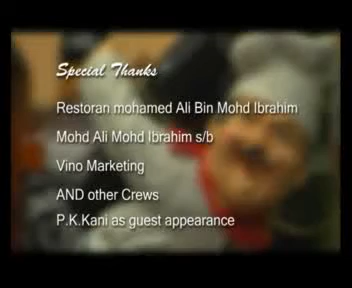 Special Thanks
Restoran mohamed Ali Bin Mohd Ibrahim
Mohd Ali Mohd Ibrahim s/b
Vino Marketing
AND other Crews
P.K.Kani as guest appearance